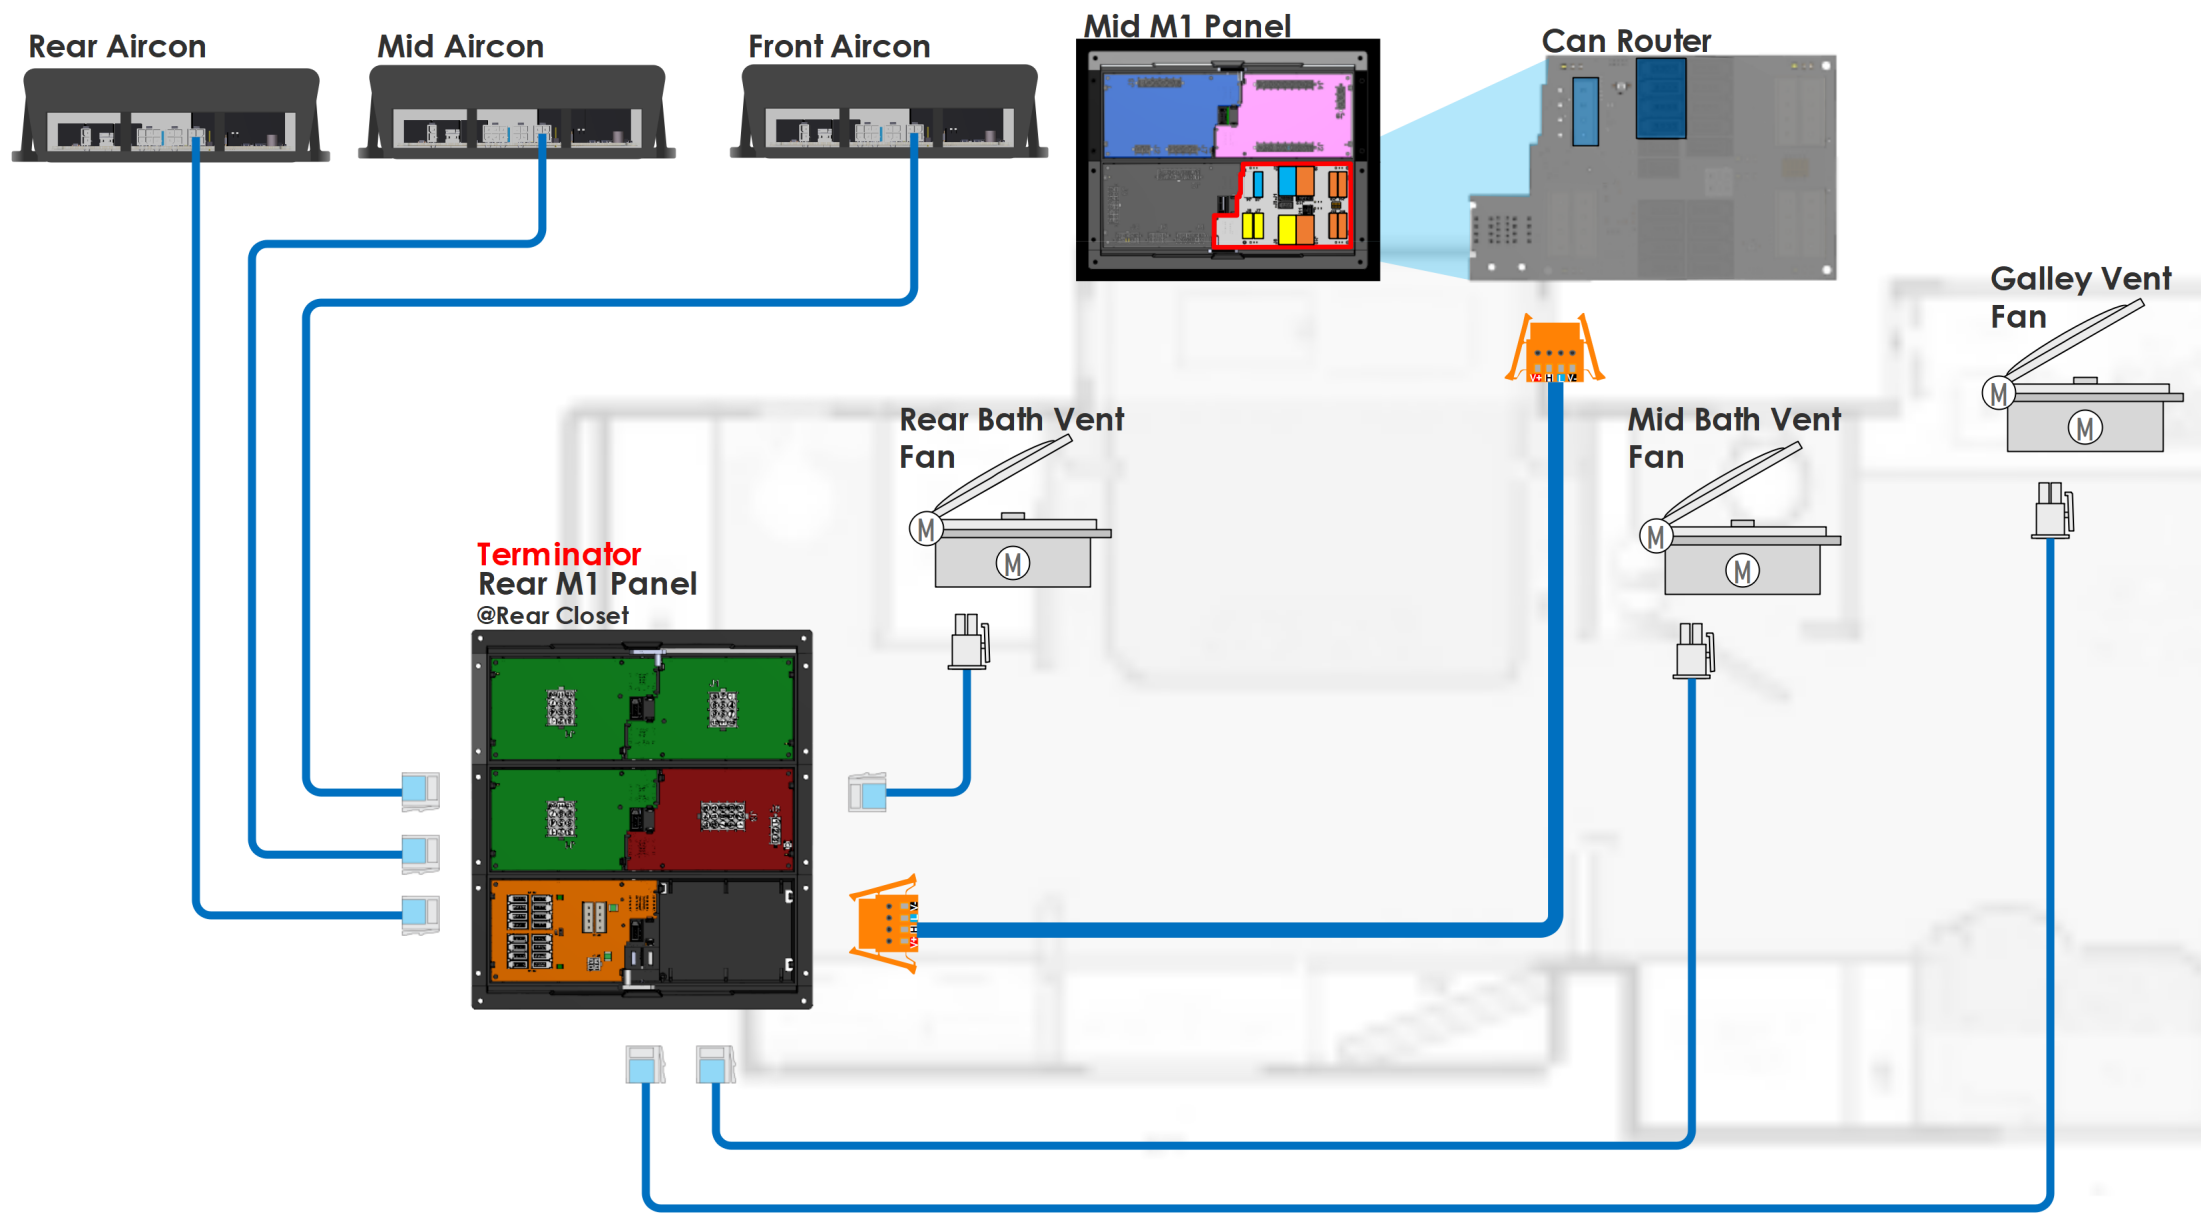 Rear Aircon
Mid Aircon
Front Aircon
Mid M1 Panel
Can Router
Galley Vent
Fan
V+ H L V-
Rear Bath Vent
Fan
M
M
Mid Bath Vent
Fan
M
M
M
M
Terminator
Rear M1 Panel
@Rear Closet
V+ H L V-